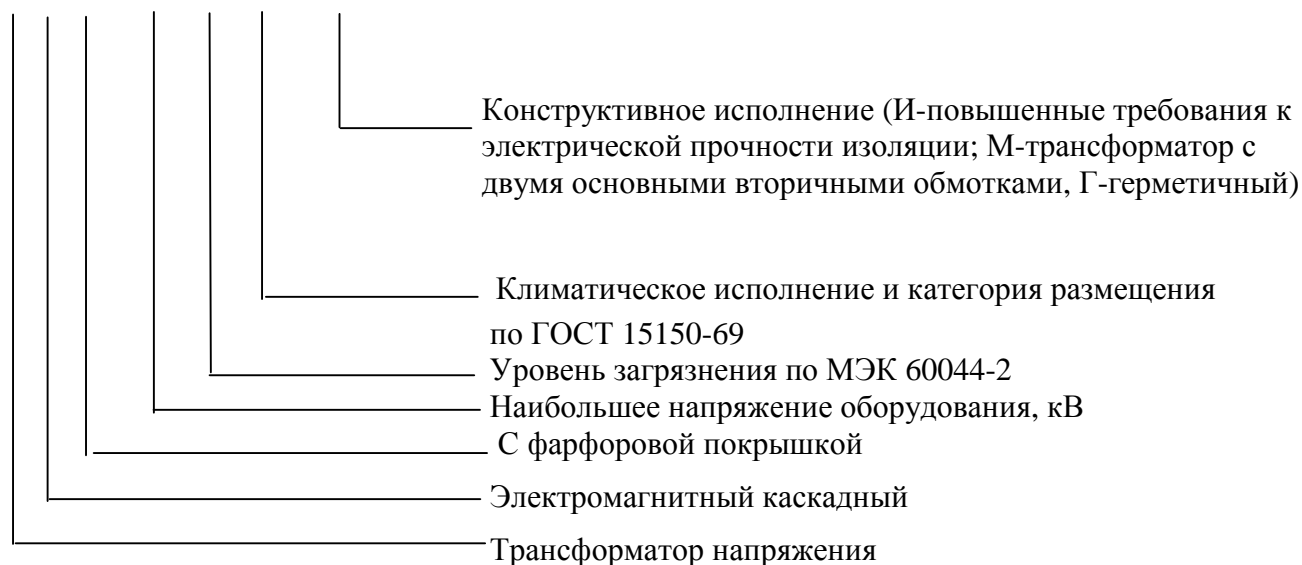 Конструктивное исполнение (И-повышенные требования к
электрической прочности изоляции; М-трансформатор с
двумя основными вторичными обмотками, Г-герметичный)
Климатическое исполнение и категория размещения
по ГОСТ 15150-69
Уровень загрязнения по МЭК 60044-2
Наибольшее напряжение оборудования, кВ
С фарфоровой покрышкой
Электромагнитный каскадный
Трансформатор напряжения